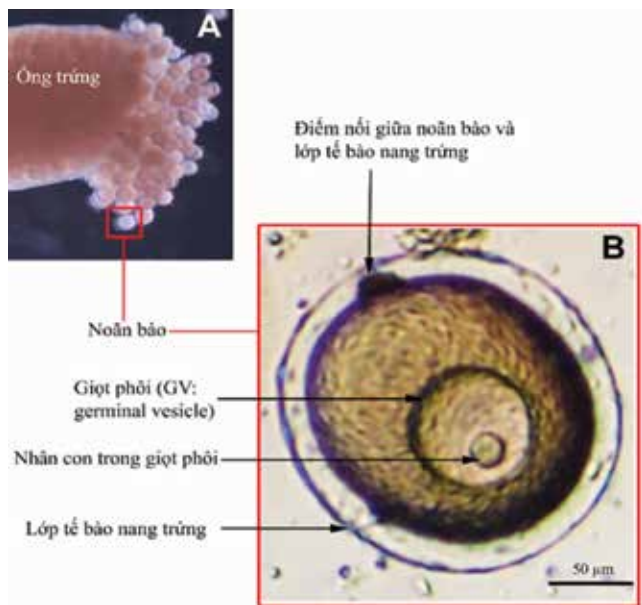 A
Ống trứng
Điểm nối giữa noãn bào và
lớp tế bào nang trứng
B
Noãn bào
Giọt phôi (GV:
germinal vesicle)
Nhân con trong giọt phôi
Lớp tế bào nang trứng
50 µm